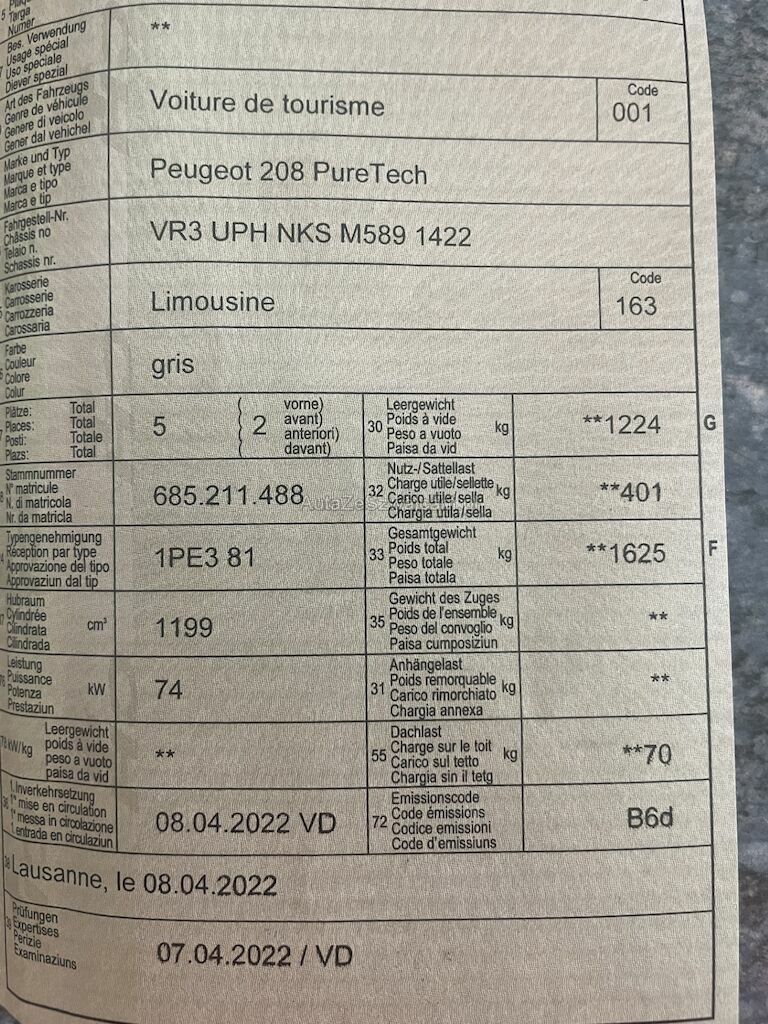 Targa
Numer
Bes. Verwendung
Usage spécial
Uso speciale
Diever spezial
**
Art des Fahrzeugs
Genre de véhicule
Genere di veicolo
Gener dal vehichel
Voiture de tourisme
Code
001
Marke und Typ
Marque et type
Marca e tipo
Marca e tip
Peugeot 208 PureTech
Fahrgestell-Nr.
Châssis no
Telaio n.
Schassis nr.
VR3 UPH NKS M589 1422
Karosserie
Carrosserie
Carrozzeria
Carossaria
Limousine
Code
163
Farbe
Couleur
Colore
Colur
gris
Plätze: Total
Places: Total
Posti: Totale
Plazs: Total
5
( 2 vorne)
avant)
anteriori)
davant)
30 Leergewicht
Poids à vide
Peso a vuoto
Paisa da vid
kg
**1224
G
Stammnummer
N° matricule
N. di matricola
Nr. da matricla
685.211.488
32 Nutz-/Sattellast
Charge utile/sellette
Carico utile/sella
Chargia útila/sella
kg
**401
Typengenehmigung
Réception par type
Approvazione del tipo
Approvaziun dal tip
1PE3 81
33 Gesamtgewicht
Poids total
Peso totale
Paisa totala
kg
**1625
F
Hubraum
Cylindrée
Cilindrata
Cilindrada
cm³
1199
35 Gewicht des Zuges
Poids de l'ensemble
Peso del convoglio
Paisa cumposiziun
kg
**
Leistung
Puissance
Potenza
Prestaziun
kW
74
31 Anhängelast
Poids remorquable
Carico rimorchiato
Chargia annexa
kg
**
kW/kg
Leergewicht
poids à vide
peso a vuoto
paisa da vid
**
55 Dachlast
Charge sur le toit
Carico sul tetto
Chargia sin il tetg
kg
**70
36 1. Inverkehrsetzung
1re mise en circulation
1a messa in circolazione
1 entrada en circulaziun
08.04.2022 VD
72 Emissionscode
Code émissions
Codice emissioni
Code d'emissiuns
B6d
38 Lausanne, le 08.04.2022
39 Prüfungen
Expertises
Perizie
Examinaziuns
07.04.2022 / VD